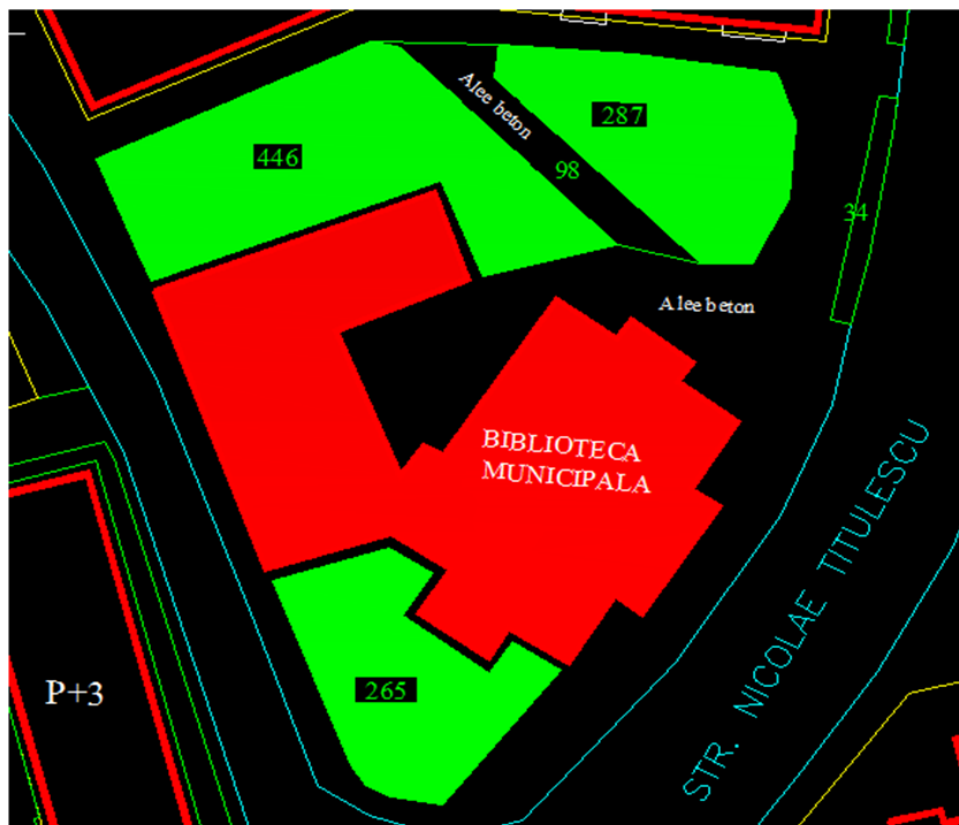 Alee beton
287
446
98
34
Alee beton
BIBLIOTECA
MUNICIPALA
STR. NICOLAE TITULESCU
265
P+3